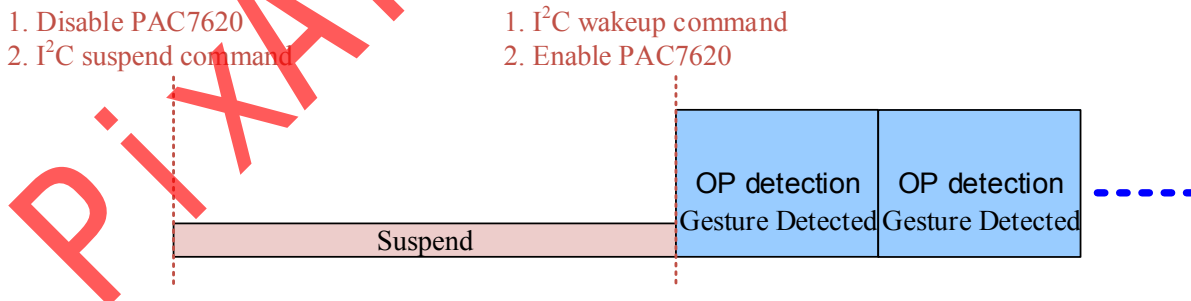 1. Disable PAC7620
2. I²C suspend command
1. I²C wakeup command
2. Enable PAC7620
OP detection
Gesture Detected
OP detection
Gesture Detected
Suspend